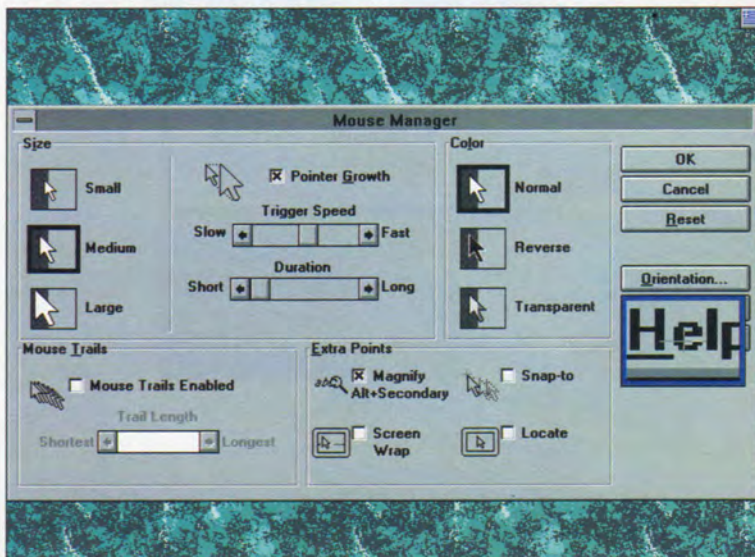 Mouse Manager
Size
Small
Medium
Large
Pointer Growth
Trigger Speed
Slow
Fast
Duration
Short
Long
Color
Normal
Reverse
Transparent
OK
Cancel
Reset
Orientation...
Help
Mouse Trails
Mouse Trails Enabled
Trail Length
Shortest
Longest
Extra Points
abc
Magnify
Alt+Secondary
Snap-to
Screen
Wrap
Locate